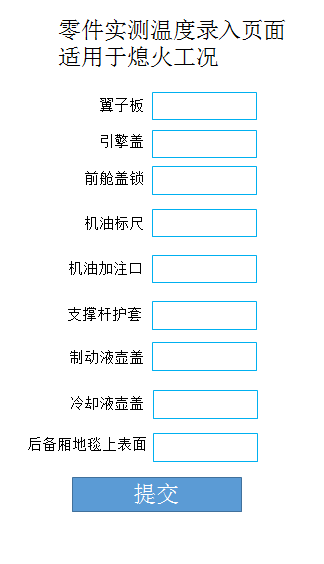 零件实测温度录入页面
适用于熄火工况
翼子板
引擎盖
前舱盖锁
机油标尺
机油加注口
支撑杆护套
制动液壶盖
冷却液壶盖
后备厢地毯上表面
提交